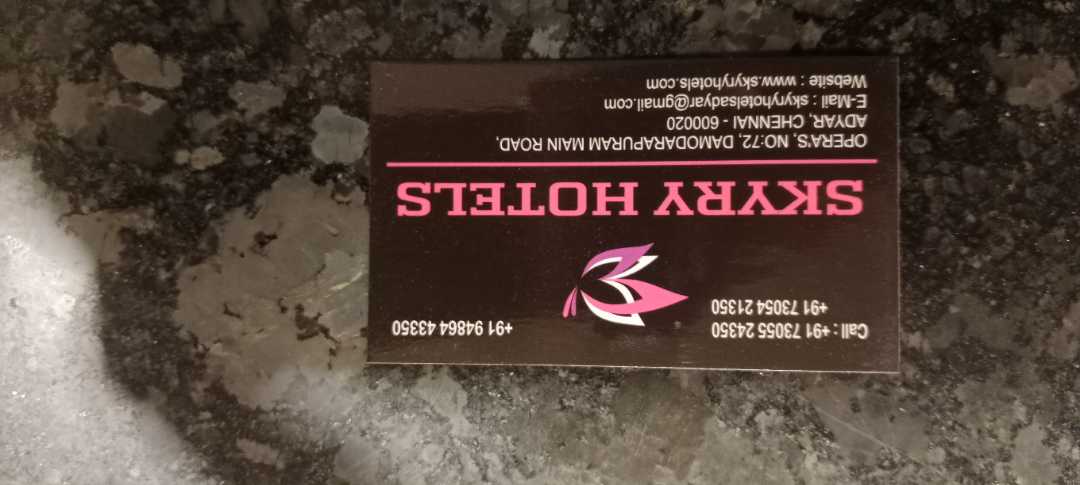 Call : +91 73055 24350
+91 73054 21350
+91 94864 43350
SKYRY HOTELS
OPERA'S, NO:72, DAMODARAPURAM MAIN ROAD,
ADYAR, CHENNAI - 600020
E-Mail : skyryhotelsadyar@gmail.com
Website : www.skyryhotels.com